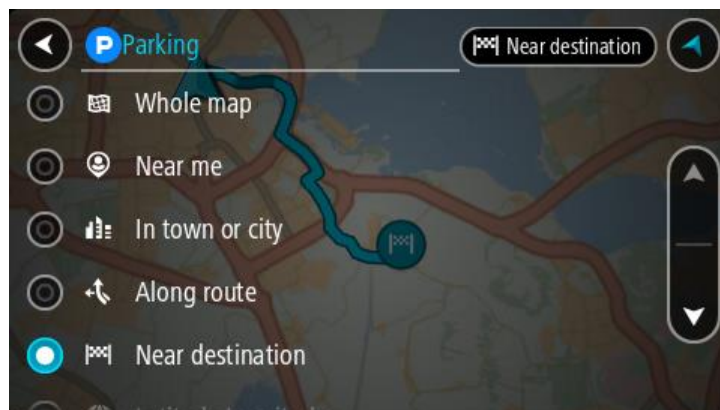 P Parking
Near destination
Whole map
Near me
In town or city
Along route
Near destination